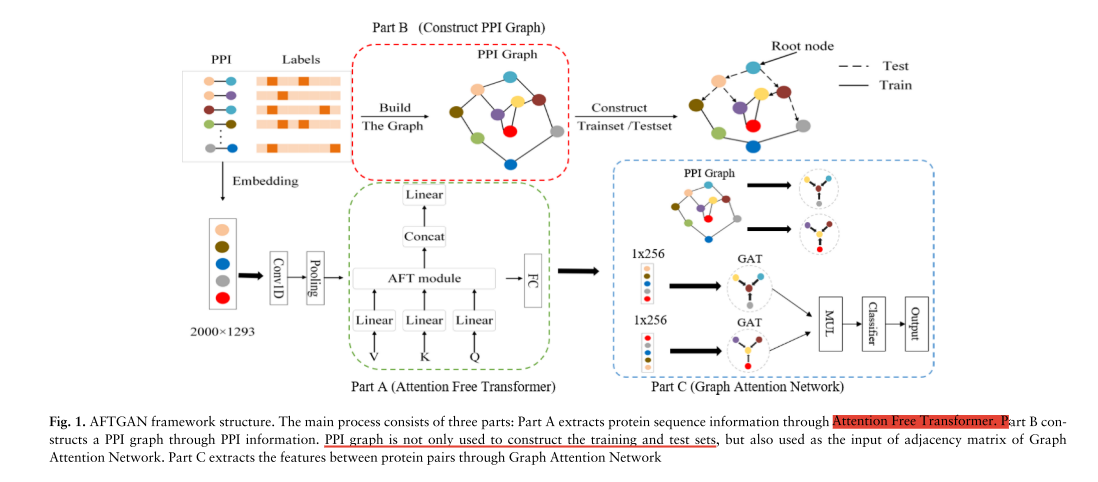 Part B (Construct PPI Graph)
PPI
Labels
PPI Graph
Root node
Test
Train
Build
The Graph
Construct
Trainset /Testset
Embedding
2000×1293
Conv1D
Pooling
Linear
Concat
AFT module
Linear
Linear
Linear
V
K
Q
FC
Part A (Attention Free Transformer)
PPI Graph
1x256
GAT
1x256
GAT
MUL
Classifier
Output
Part C (Graph Attention Network)
Fig. 1. AFTGAN framework structure. The main process consists of three parts: Part A extracts protein sequence information through Attention Free Transformer. Part B con-
structs a PPI graph through PPI information. PPI graph is not only used to construct the training and test sets, but also used as the input of adjacency matrix of Graph
Attention Network. Part C extracts the features between protein pairs through Graph Attention Network